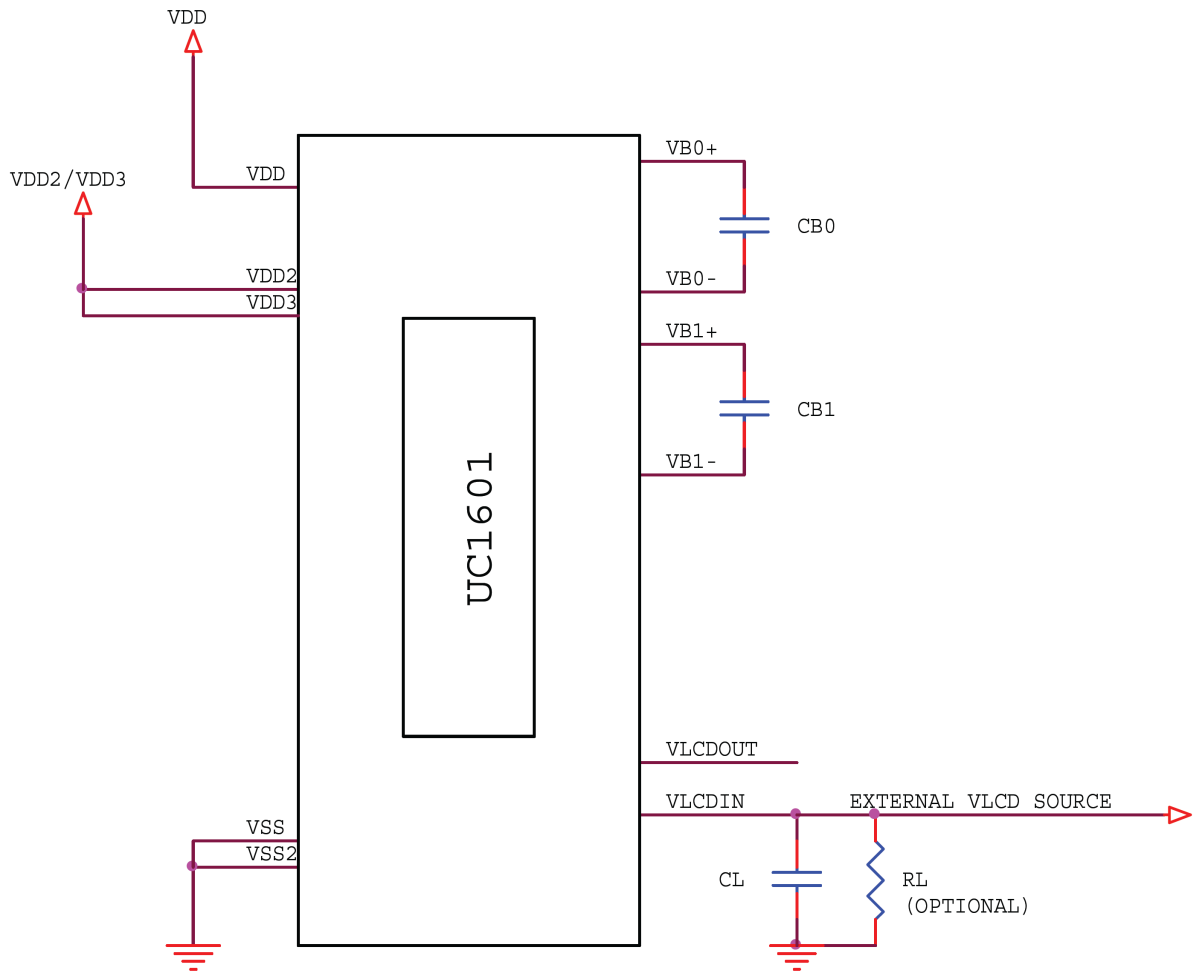 VDD
VDD
VDD2/VDD3
VDD2
VDD3
VB0+
CB0
VB0-
VB1+
CB1
VB1-
UC1601
VLCDOUT
VLCDIN
EXTERNAL VLCD SOURCE
VSS
VSS2
CL
RL
(OPTIONAL)